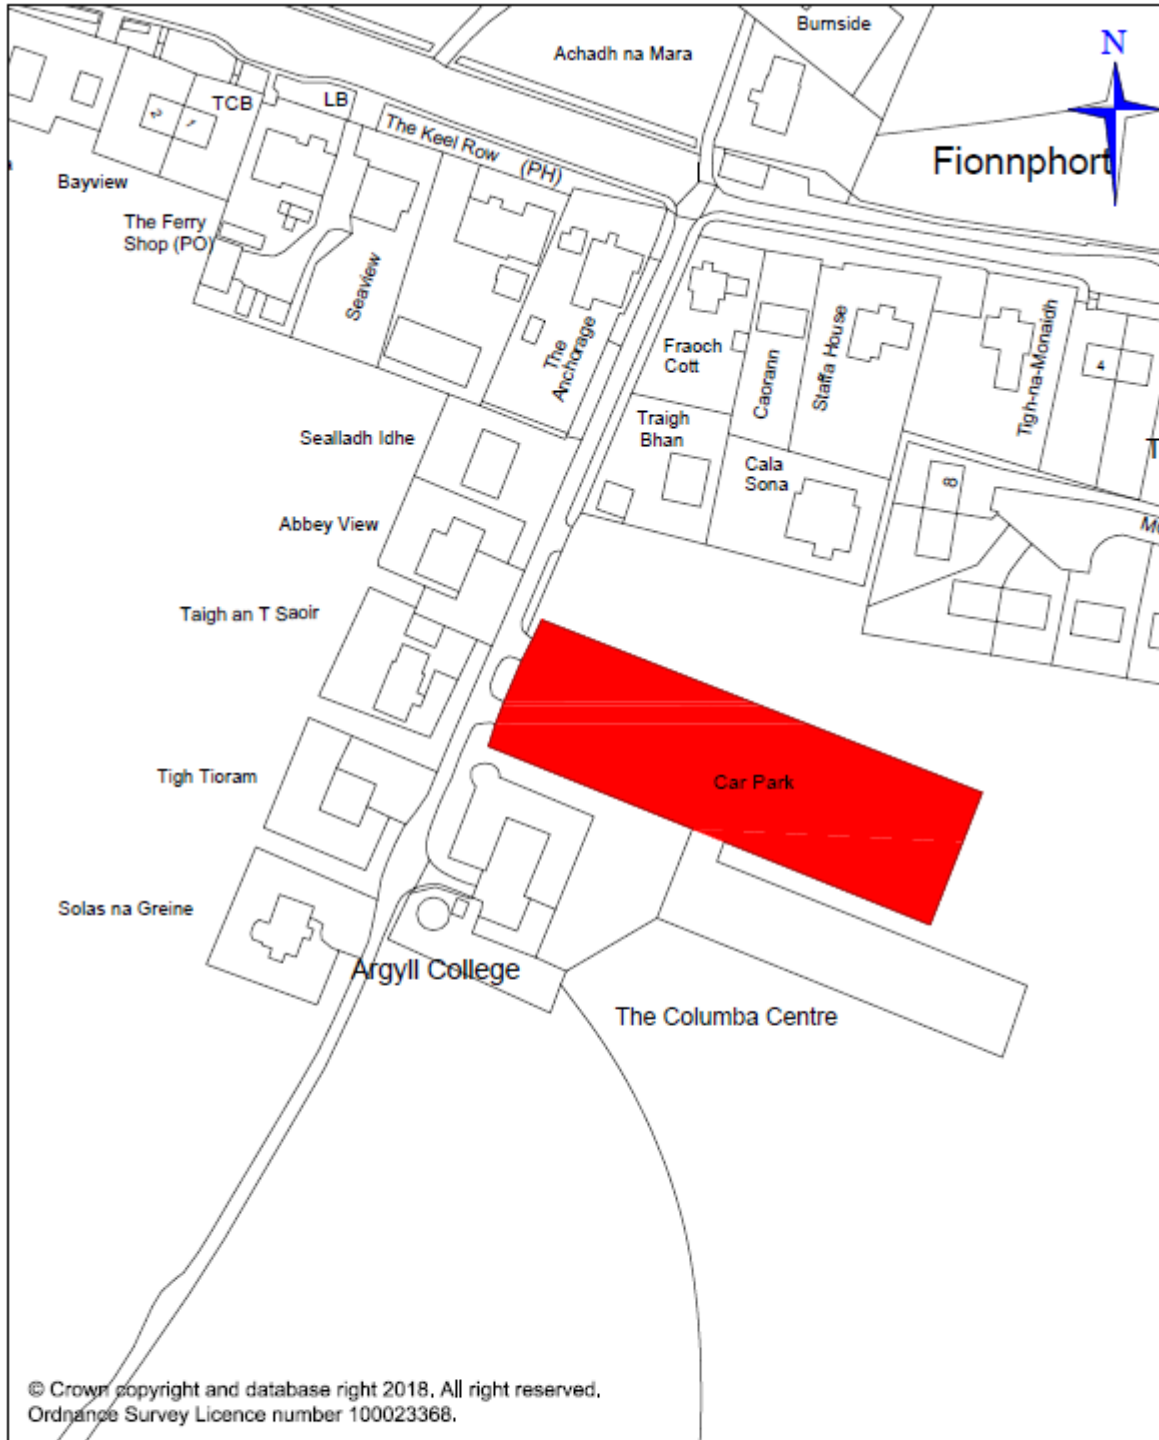 Burnside
N
Achadh na Mara
TCB
LB
The Keel Row (PH)
Fionnphort
2
1
Bayview
The Ferry
Shop (PO)
Seaview
The
Anchorage
Fraoch
Cott
Caorann
Staffa House
Tigh-na-Monaidh
4
Sealladh Idhe
Traigh
Bhan
Cala
Sona
8
Abbey View
Taigh an T Saoir
Tigh Tioram
Car Park
Solas na Greine
Argyll College
The Columba Centre
© Crown copyright and database right 2018. All right reserved.
Ordnance Survey Licence number 100023368.